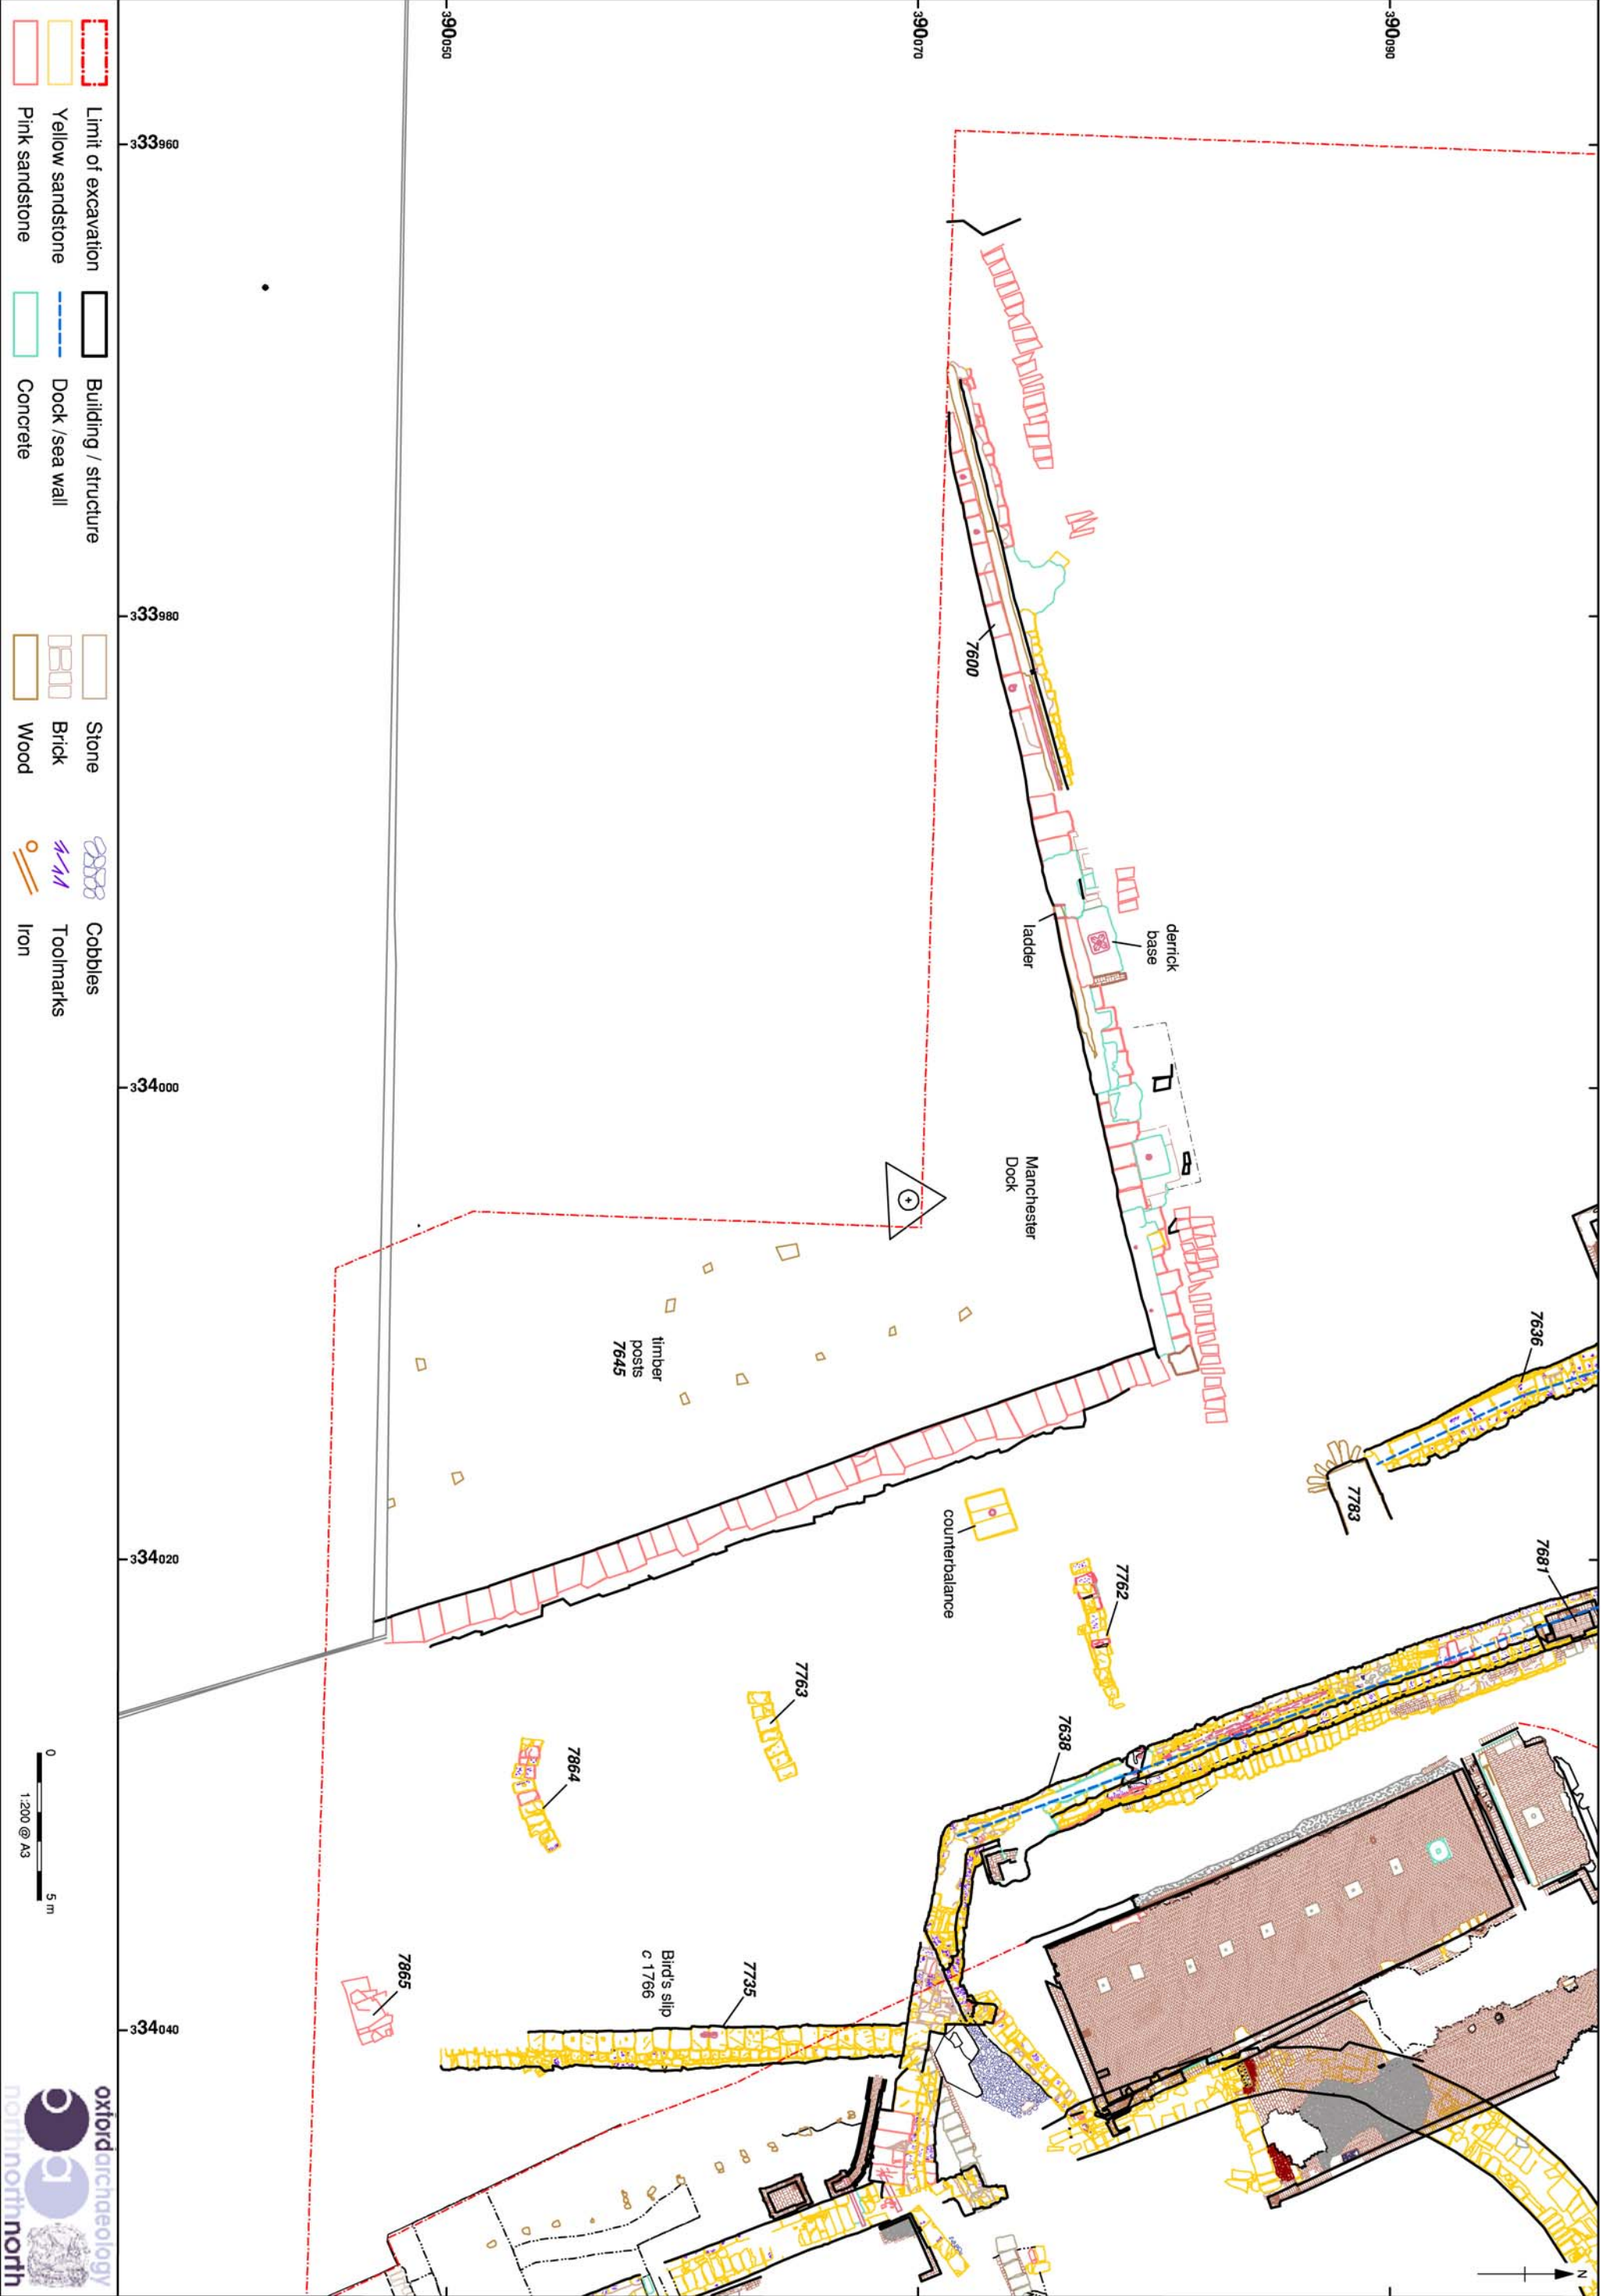 390050
390070
390090
333960
333980
334000
334020
334040
7600
ladder
derrick
base
Manchester
Dock
timber
posts
7645
counterbalance
7636
7783
7681
7762
7763
7638
7864
7865
7735
Bird's slip
c 1766
N
Limit of excavation
Yellow sandstone
Pink sandstone
Building / structure
Dock /sea wall
Concrete
Stone
Brick
Wood
Cobbles
Toolmarks
Iron
0 5 m
1:200 @ A3
oxfordarchaeology
northnorthnorth